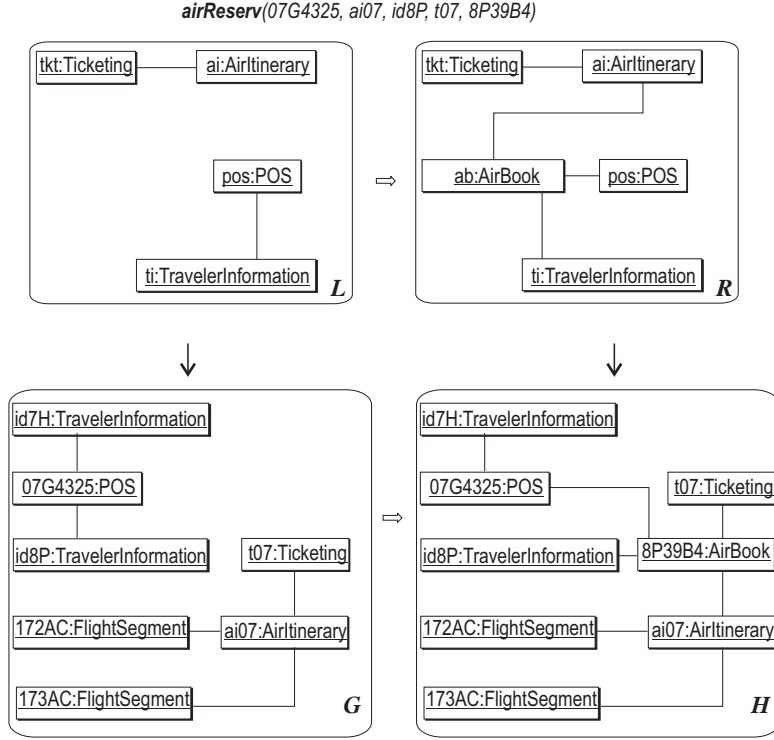 airReserv(07G4325, ai07, id8P, t07, 8P39B4)
tkt:Ticketing
ai:AirItinerary
pos:POS
ti:TravelerInformation
L
⇨
tkt:Ticketing
ai:AirItinerary
ab:AirBook
pos:POS
ti:TravelerInformation
R
id7H:TravelerInformation
07G4325:POS
id8P:TravelerInformation
t07:Ticketing
172AC:FlightSegment
ai07:AirItinerary
173AC:FlightSegment
G
⇨
id7H:TravelerInformation
07G4325:POS
t07:Ticketing
id8P:TravelerInformation
8P39B4:AirBook
172AC:FlightSegment
ai07:AirItinerary
173AC:FlightSegment
H